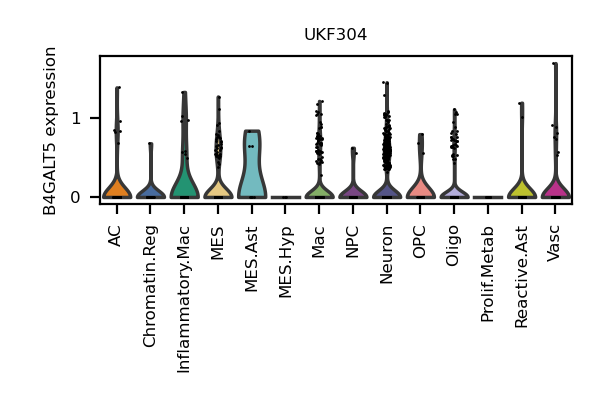 UKF304
B4GALT5 expression
1
0
AC
Chromatin.Reg
Inflammatory.Mac
MES
MES.Ast
MES.Hyp
Mac
NPC
Neuron
OPC
Oligo
Prolif.Metab
Reactive.Ast
Vasc